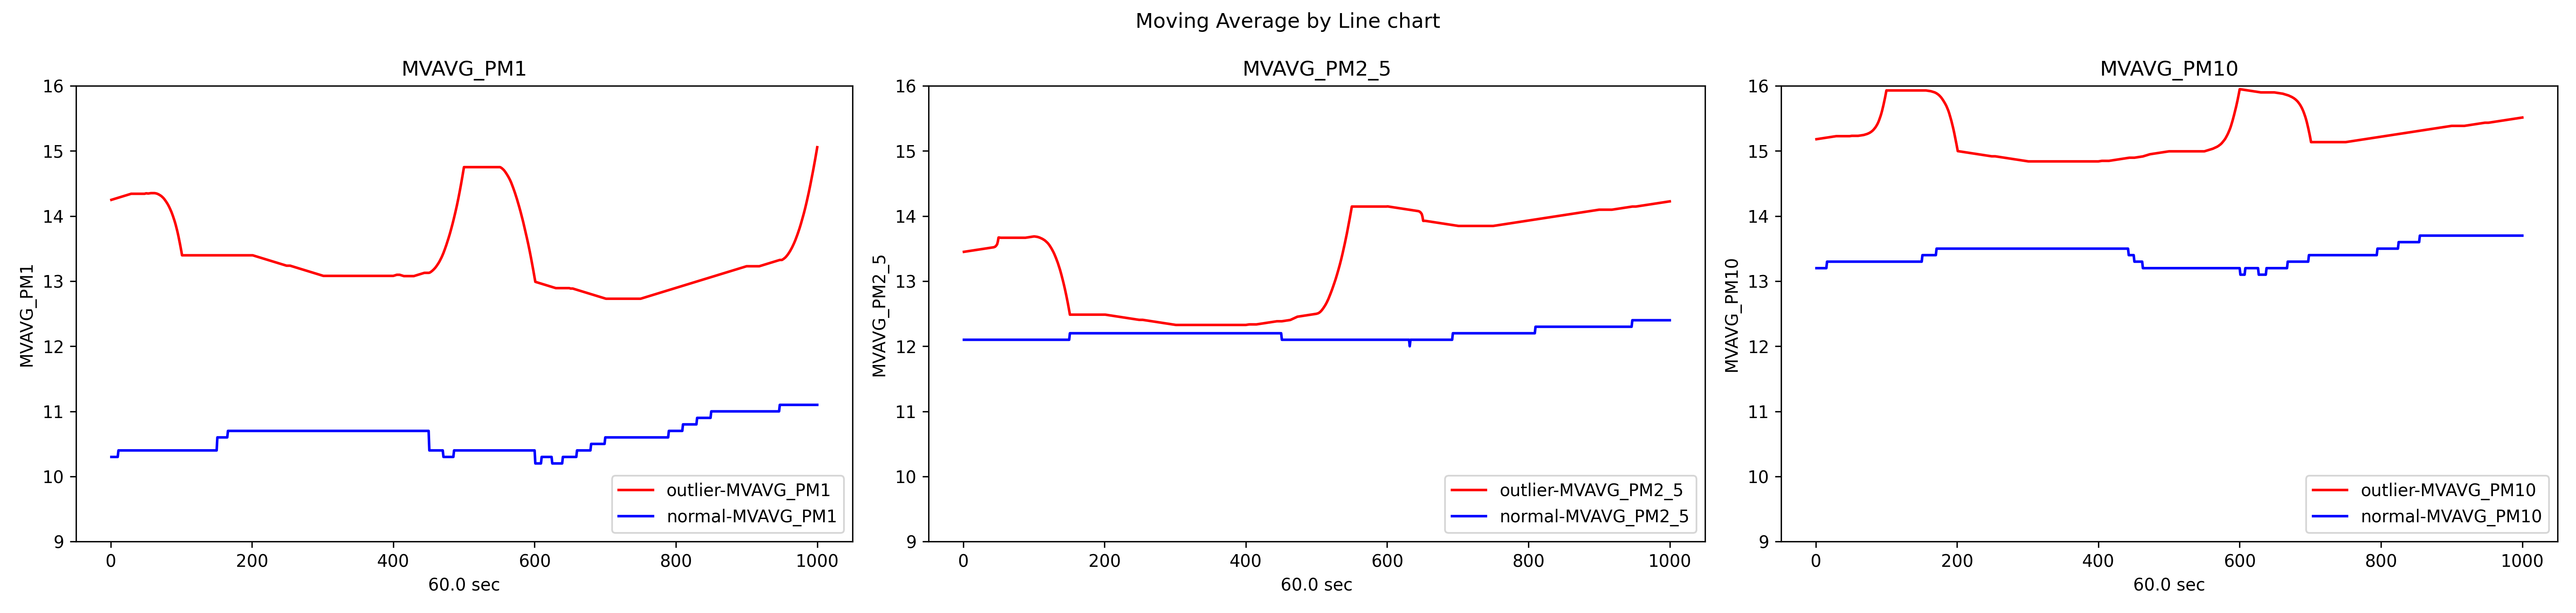 Moving Average by Line chart
MVAVG_PM1
MVAVG_PM1
16
15
14
13
12
11
10
9
0 200 400 600 800 1000
60.0 sec
outlier-MVAVG_PM1
normal-MVAVG_PM1
MVAVG_PM2_5
MVAVG_PM2_5
16
15
14
13
12
11
10
9
0 200 400 600 800 1000
60.0 sec
outlier-MVAVG_PM2_5
normal-MVAVG_PM2_5
MVAVG_PM10
MVAVG_PM10
16
15
14
13
12
11
10
9
0 200 400 600 800 1000
60.0 sec
outlier-MVAVG_PM10
normal-MVAVG_PM10